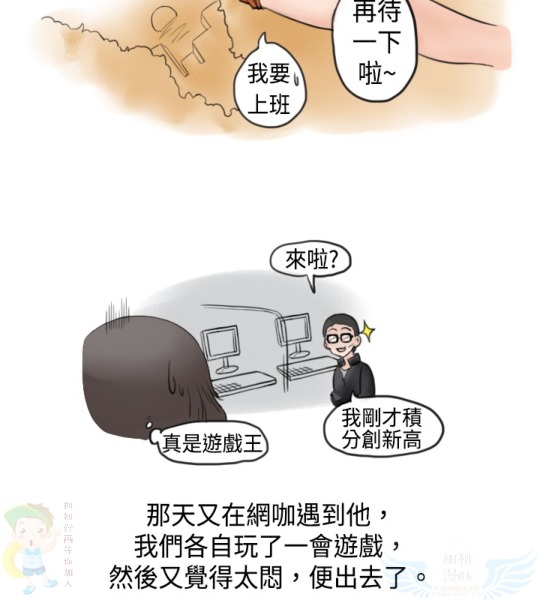 再待
一下
啦~
我要
上班
來啦?
我剛才積
分創新高
真是遊戲王
那天又在網咖遇到他，
我們各自玩了一會遊戲，
然後又覺得太悶，便出去了。